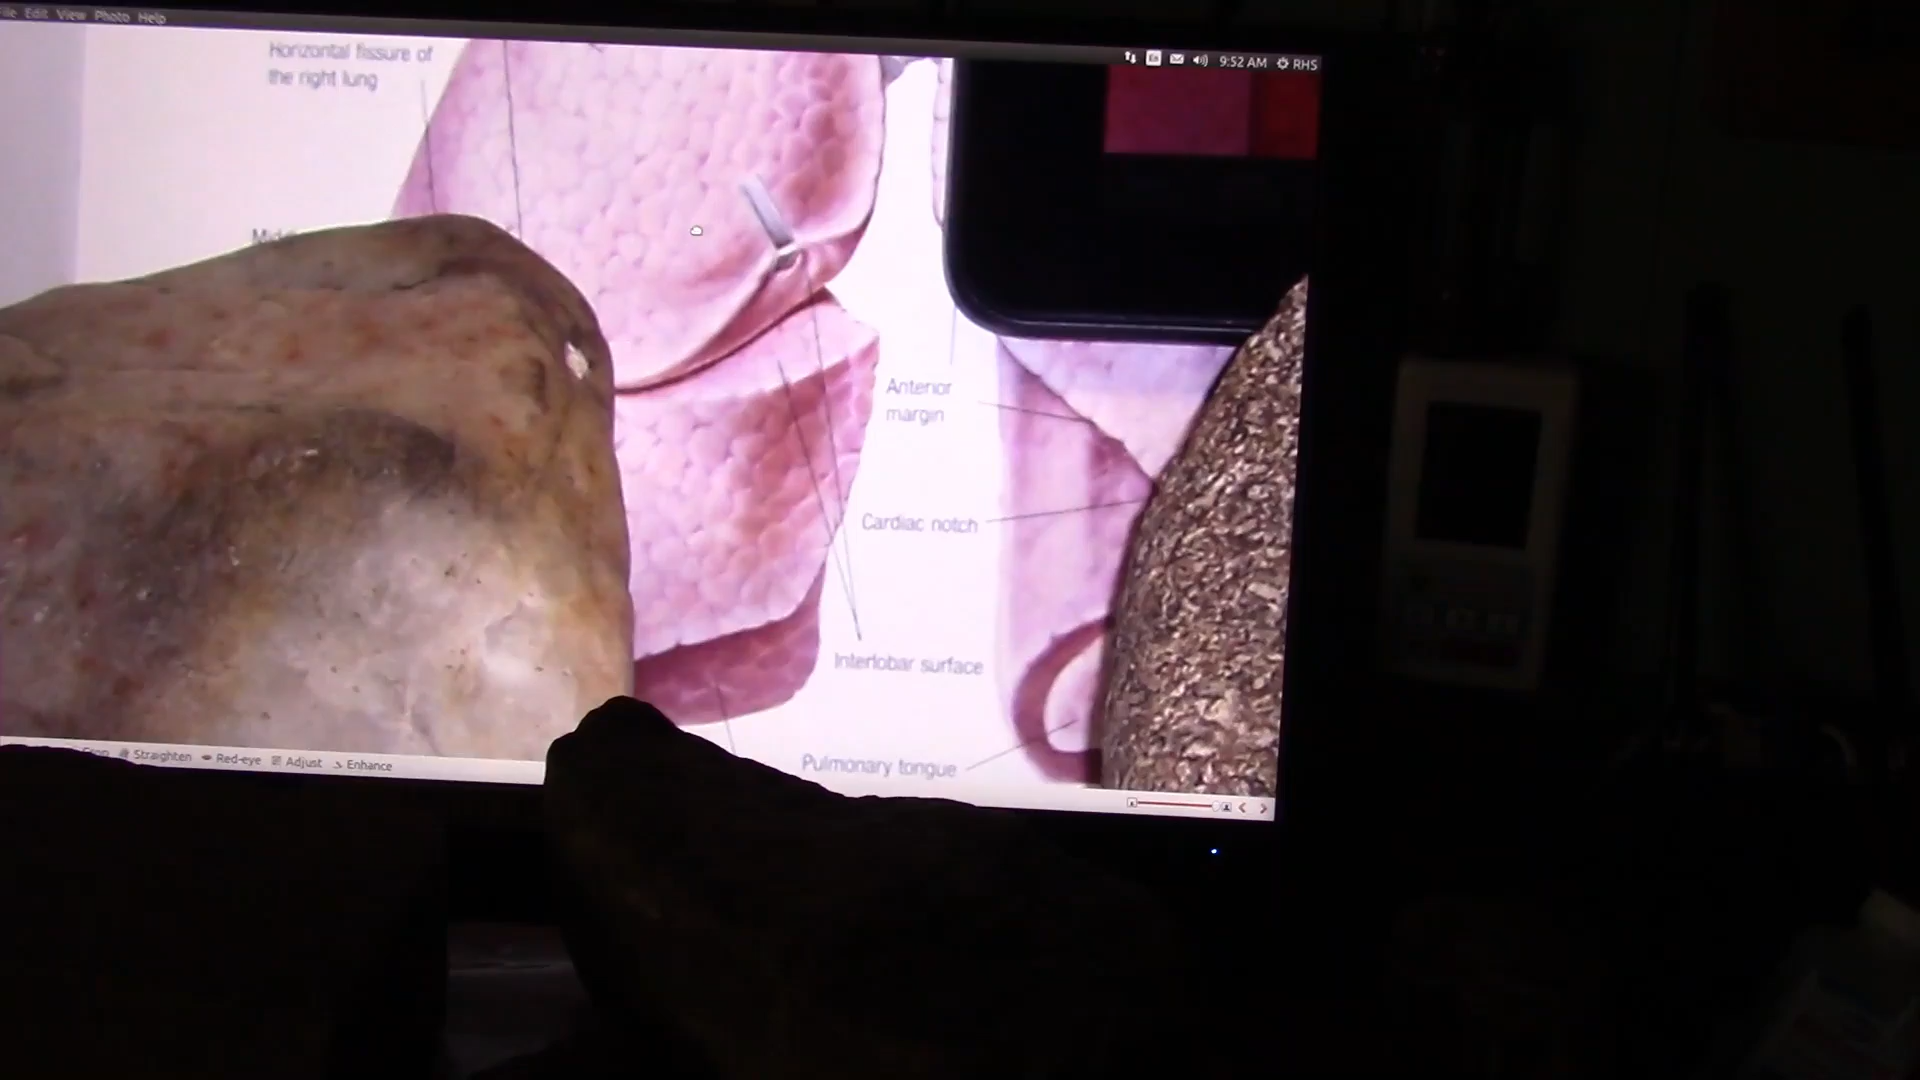 File Edit View Photo Help
9:52 AM RHS
Horizontal fissure of
the right lung
Anterior
margin
Cardiac notch
Interlobar surface
Pulmonary tongue
Straighten Red-eye Adjust Enhance